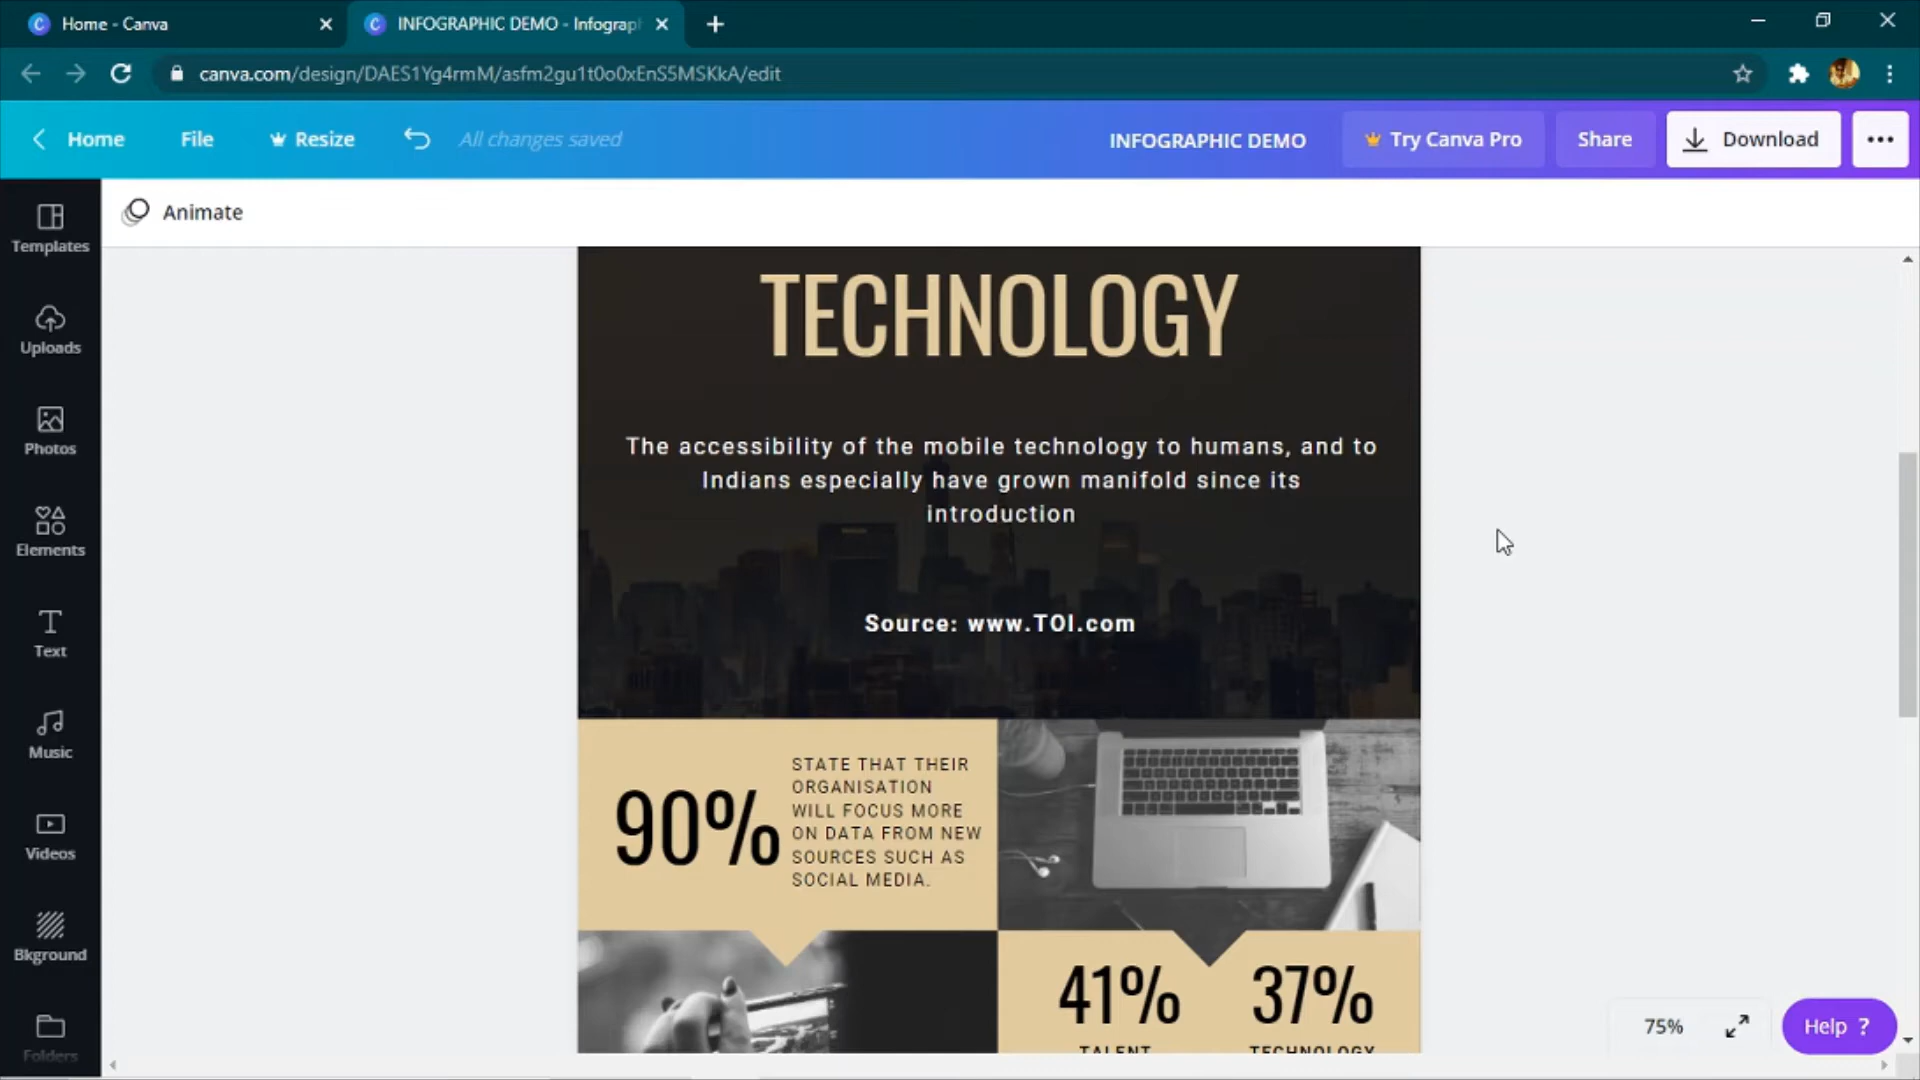 Home - Canva
INFOGRAPHIC DEMO - Infograp
canva.com/design/DAES1Yg4rmM/asfm2gu1t0o0xEnS5MSKkA/edit
Home
File
Resize
All changes saved
INFOGRAPHIC DEMO
Try Canva Pro
Share
Download
Animate
Templates
Uploads
Photos
Elements
Text
Music
Videos
Bkground
Folders
TECHNOLOGY
The accessibility of the mobile technology to humans, and to
Indians especially have grown manifold since its
introduction
Source: www.TOI.com
90%
STATE THAT THEIR
ORGANISATION
WILL FOCUS MORE
ON DATA FROM NEW
SOURCES SUCH AS
SOCIAL MEDIA.
41%
TALENT
37%
TECHNOLOGY
75%
Help ?